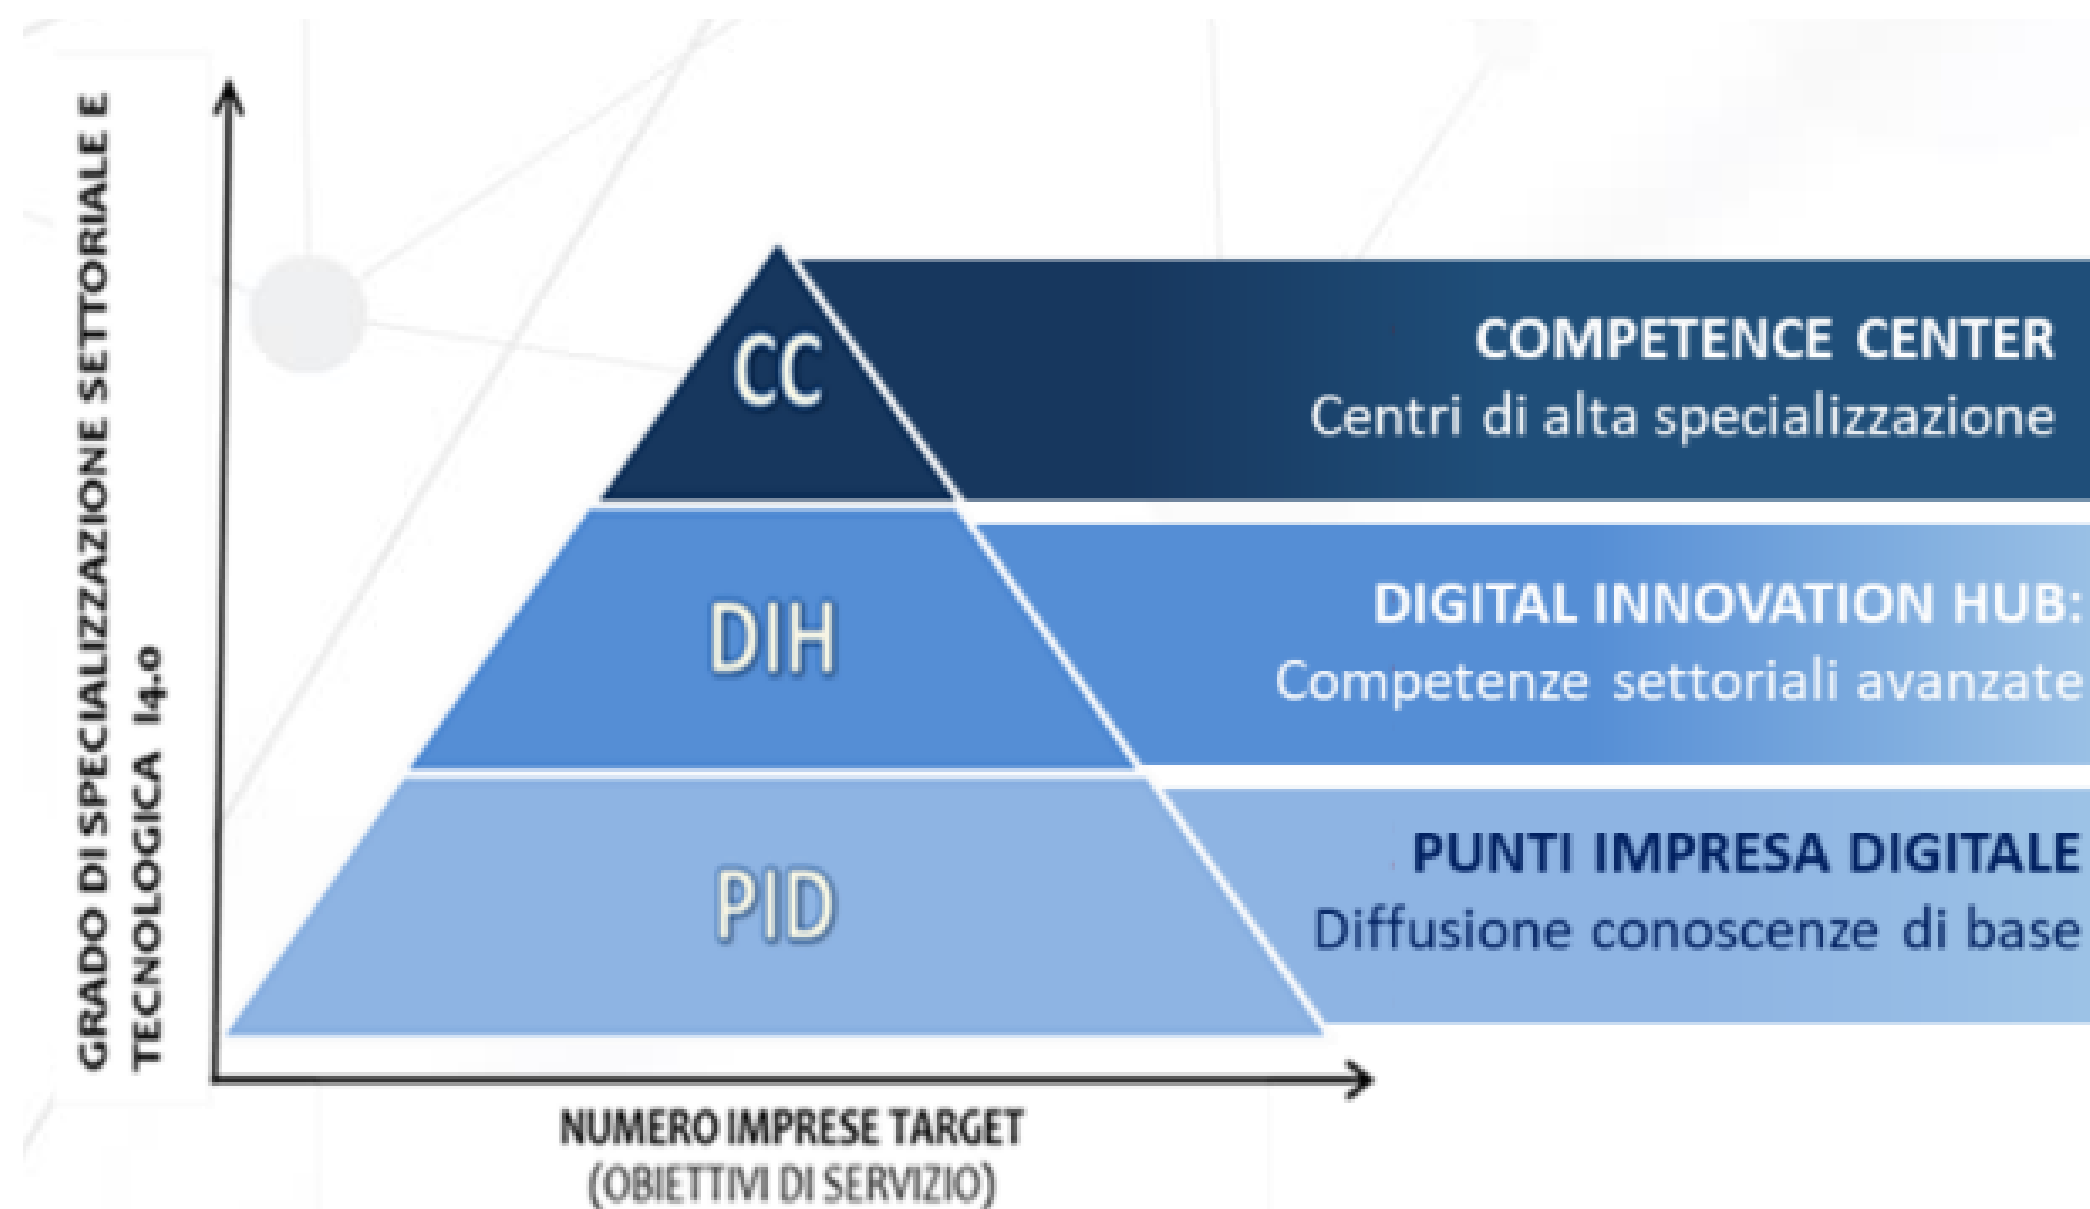 GRADO DI SPECIALIZZAZIONE SETTORIALE E
TECNOLOGICA I4.0
CC
COMPETENCE CENTER
Centri di alta specializzazione
DIH
DIGITAL INNOVATION HUB:
Competenze settoriali avanzate
PID
PUNTI IMPRESA DIGITALE
Diffusione conoscenze di base
NUMERO IMPRESE TARGET
(OBIETTIVI DI SERVIZIO)